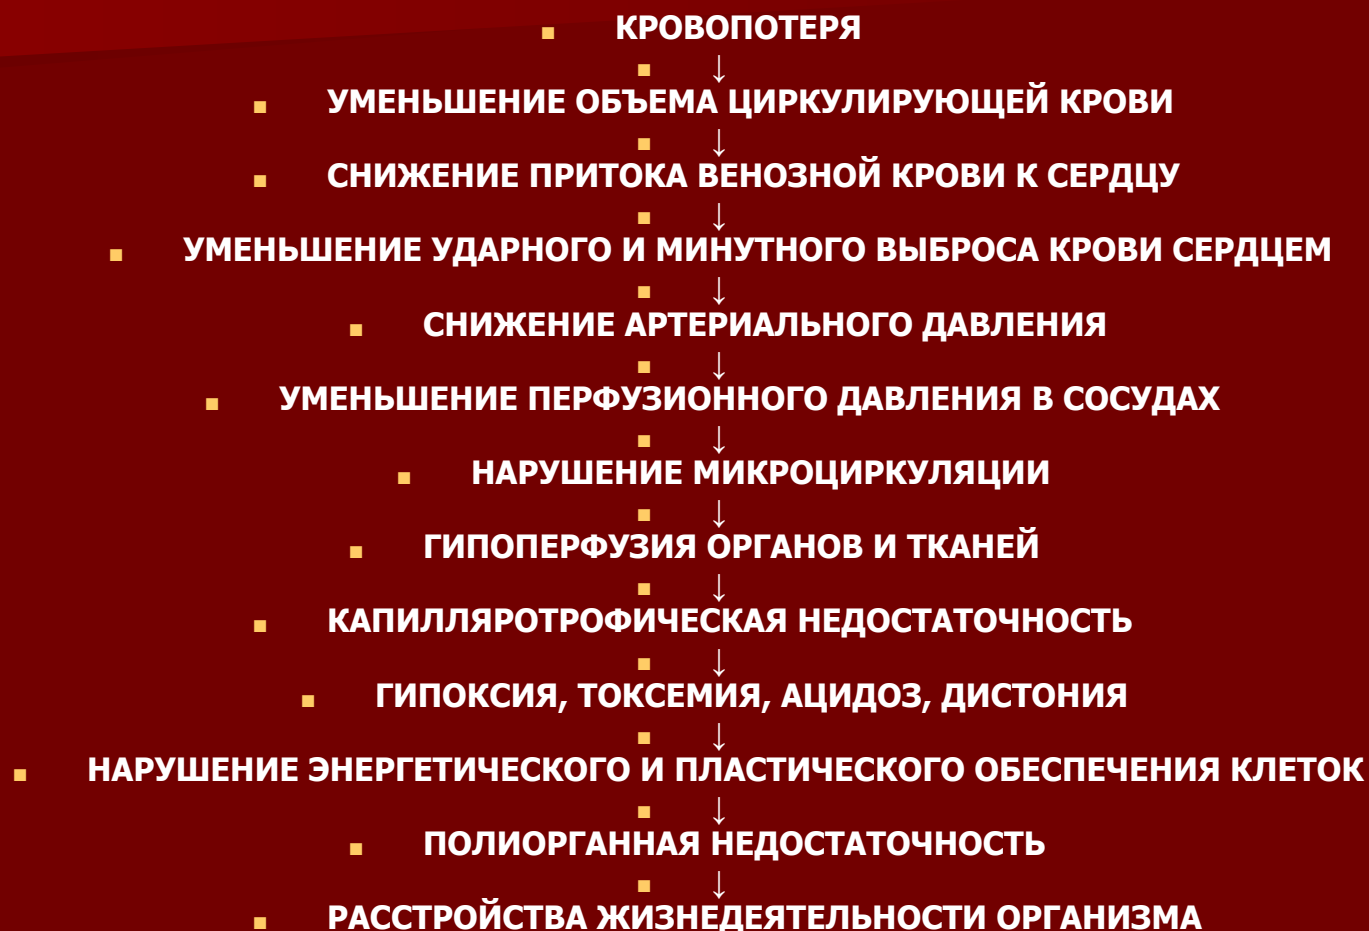 ▪ КРОВОПОТЕРЯ
▪ ↓
▪ УМЕНЬШЕНИЕ ОБЪЕМА ЦИРКУЛИРУЮЩЕЙ КРОВИ
▪ ↓
▪ СНИЖЕНИЕ ПРИТОКА ВЕНОЗНОЙ КРОВИ К СЕРДЦУ
▪ ↓
▪ УМЕНЬШЕНИЕ УДАРНОГО И МИНУТНОГО ВЫБРОСА КРОВИ СЕРДЦЕМ
▪ ↓
▪ СНИЖЕНИЕ АРТЕРИАЛЬНОГО ДАВЛЕНИЯ
▪ ↓
▪ УМЕНЬШЕНИЕ ПЕРФУЗИОННОГО ДАВЛЕНИЯ В СОСУДАХ
▪ ↓
▪ НАРУШЕНИЕ МИКРОЦИРКУЛЯЦИИ
▪ ↓
▪ ГИПОПЕРФУЗИЯ ОРГАНОВ И ТКАНЕЙ
▪ ↓
▪ КАПИЛЛЯРОТРОФИЧЕСКАЯ НЕДОСТАТОЧНОСТЬ
▪ ↓
▪ ГИПОКСИЯ, ТОКСЕМИЯ, АЦИДОЗ, ДИСТОНИЯ
▪ ↓
▪ НАРУШЕНИЕ ЭНЕРГЕТИЧЕСКОГО И ПЛАСТИЧЕСКОГО ОБЕСПЕЧЕНИЯ КЛЕТОК
▪ ↓
▪ ПОЛИОРГАННАЯ НЕДОСТАТОЧНОСТЬ
▪ ↓
▪ РАССТРОЙСТВА ЖИЗНЕДЕЯТЕЛЬНОСТИ ОРГАНИЗМА